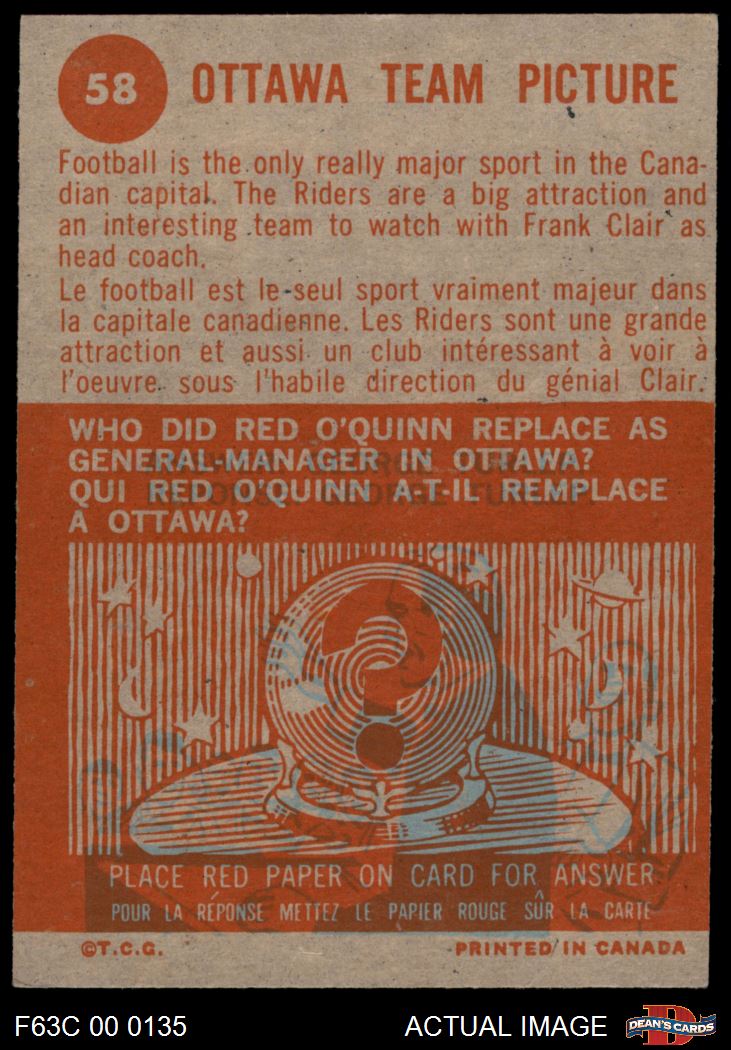 58 OTTAWA TEAM PICTURE
Football is the only really major sport in the Cana-
dian capital. The Riders are a big attraction and
an interesting team to watch with Frank Clair as
head coach.
Le football est le seul sport vraiment majeur dans
la capitale canadienne. Les Riders sont une grande
attraction et aussi un club intéressant à voir à
l'oeuvre sous l'habile direction du génial Clair.
WHO DID RED O'QUINN REPLACE AS
GENERAL-MANAGER IN OTTAWA?
QUI RED O'QUINN A-T-IL REMPLACE
A OTTAWA?
?
PLACE RED PAPER ON CARD FOR ANSWER
POUR LA RÉPONSE METTEZ LE PAPIER ROUGE SÛR LA CARTE
©T.C.G. PRINTED IN CANADA
F63C 00 0135 ACTUAL IMAGE D DEAN'S CARDS